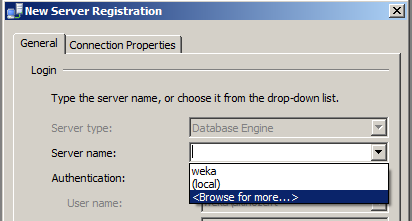 New Server Registration
General
Connection Properties
Login
Type the server name, or choose it from the drop-down list.
Server type:
Database Engine
Server name:
weka
(local)
Authentication:
<Browse for more...>
User name: